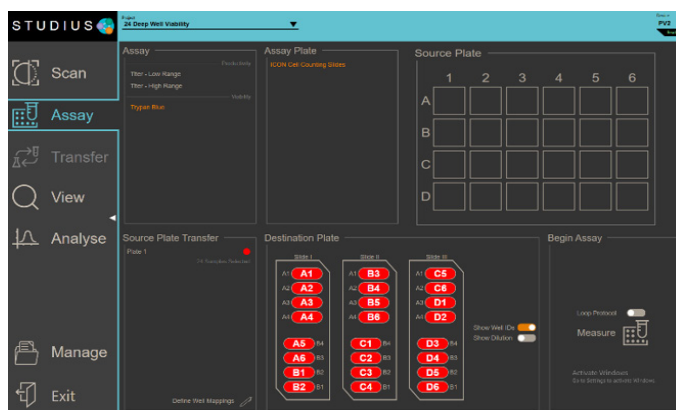 STUDIUS
Project
24 Deep Well Viability
PV2
Scan
Assay
Transfer
View
Analyse
Manage
Exit
Assay
Productivity
Titer - Low Range
Titer - High Range
Viability
Trypan Blue
Assay Plate
ICON Cell Counting Slides
Source Plate
1 2 3 4 5 6
A
B
C
D
Source Plate Transfer
Plate 1
24 Transfers Selected
Define Well Mappings
Destination Plate
Slide I Slide II Slide III
A1 A1 A1 B3 A1 C5
A2 A2 A2 B4 A2 C6
A3 A3 A3 B5 A3 D1
A4 A4 A4 B6 A4 D2
A5 B4 C1 B4 D3 B4
A6 B3 C2 B3 D4 B3
B1 B2 C3 B2 D5 B2
B2 B1 C4 B1 D6 B1
Show Well IDs
Show Dilution
Begin Assay
Loop Protocol
Measure
Activate Windows
Go to Settings to activate Windows.